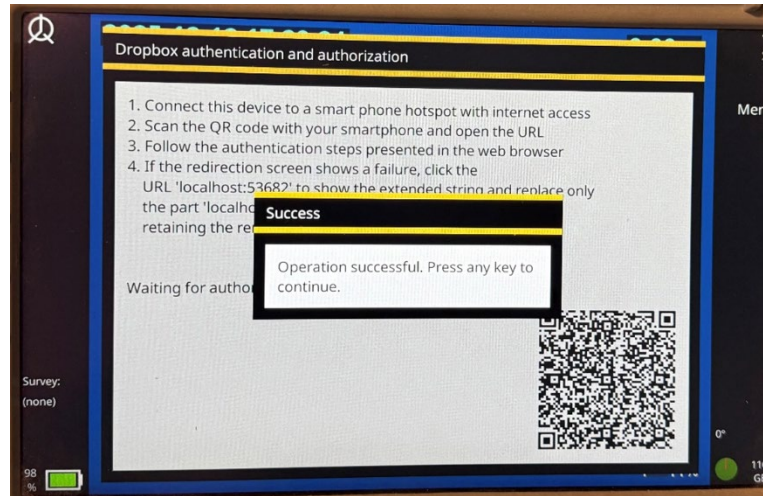 Dropbox authentication and authorization
1. Connect this device to a smart phone hotspot with internet access
2. Scan the QR code with your smartphone and open the URL
3. Follow the authentication steps presented in the web browser
4. If the redirection screen shows a failure, click the
URL 'localhost:53682' to show the extended string and replace only
the part
retaining the
Success
Operation successful. Press any key to
continue.
Waiting for
Survey:
(none)
98
%
0°